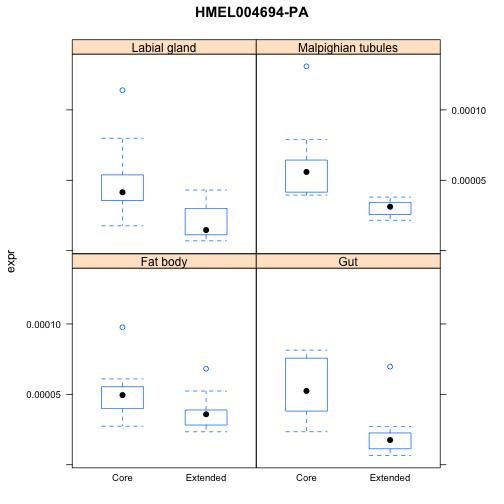 HMEL004694-PA
Labial gland Malpighian tubules
0.00010
0.00005
expr
Fat body Gut
0.00010
0.00005
Core Extended Core Extended